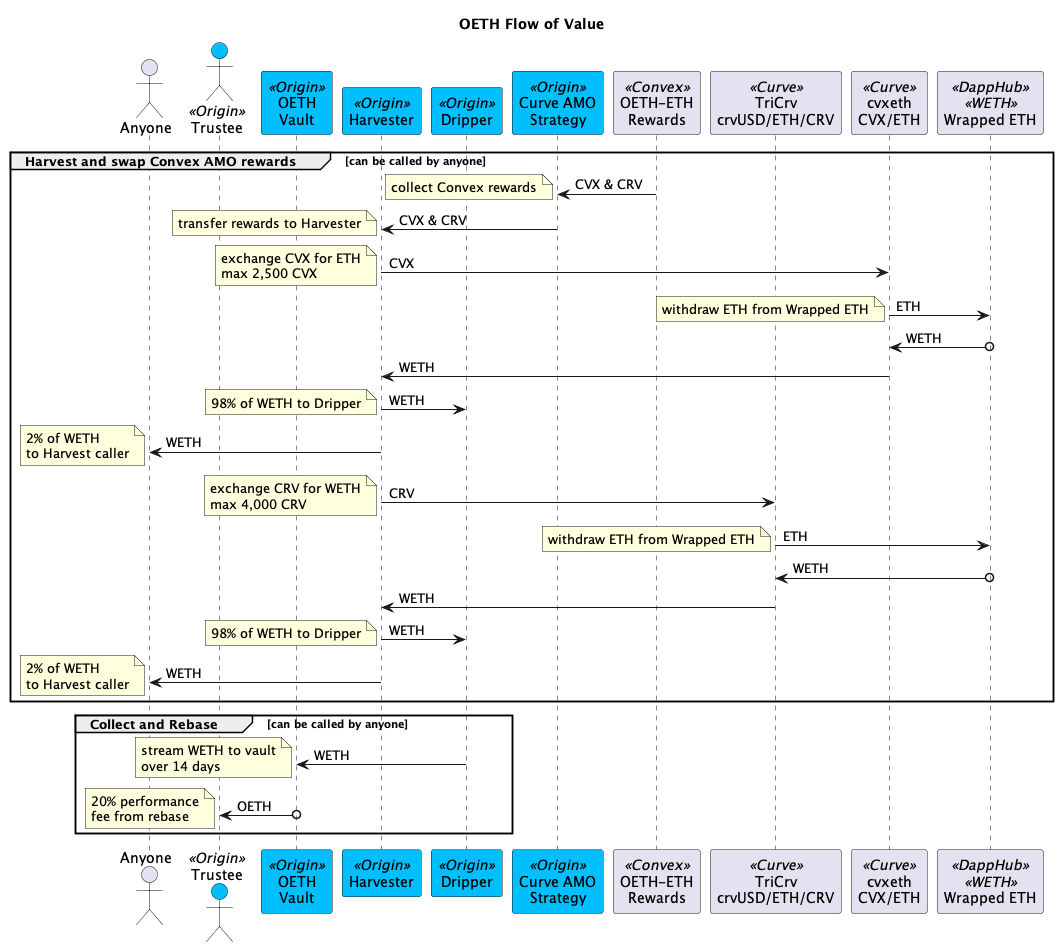 OETH Flow of Value
Anyone
«Origin»
Trustee
«Origin»
OETH
Vault
«Origin»
Harvester
«Origin»
Dripper
«Origin»
Curve AMO
Strategy
«Convex»
OETH-ETH
Rewards
«Curve»
TriCrv
crvUSD/ETH/CRV
«Curve»
cvxeth
CVX/ETH
«DappHub»
«WETH»
Wrapped ETH
Harvest and swap Convex AMO rewards [can be called by anyone]
collect Convex rewards
CVX & CRV
transfer rewards to Harvester
CVX & CRV
exchange CVX for ETH
max 2,500 CVX
CVX
withdraw ETH from Wrapped ETH
ETH
WETH
WETH
98% of WETH to Dripper
WETH
2% of WETH
to Harvest caller
WETH
exchange CRV for WETH
max 4,000 CRV
CRV
withdraw ETH from Wrapped ETH
ETH
WETH
WETH
98% of WETH to Dripper
WETH
2% of WETH
to Harvest caller
WETH
Collect and Rebase [can be called by anyone]
stream WETH to vault
over 14 days
WETH
20% performance
fee from rebase
OETH
Anyone
«Origin»
Trustee
«Origin»
OETH
Vault
«Origin»
Harvester
«Origin»
Dripper
«Origin»
Curve AMO
Strategy
«Convex»
OETH-ETH
Rewards
«Curve»
TriCrv
crvUSD/ETH/CRV
«Curve»
cvxeth
CVX/ETH
«DappHub»
«WETH»
Wrapped ETH